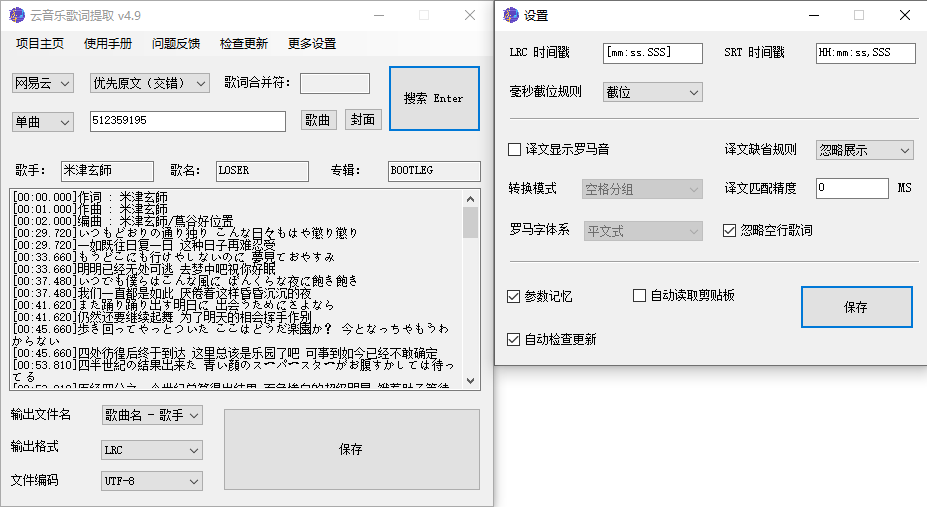 云音乐歌词提取 v4.9
项目主页 使用手册 问题反馈 检查更新 更多设置
网易云 优先原文（交错） 歌词合并符：
搜索 Enter
单曲 512359195 歌曲 封面
歌手： 米津玄師 歌名： LOSER 专辑： BOOTLEG
[00:00.000]作词 : 米津玄師
[00:01.000]作曲 : 米津玄師
[00:02.000]编曲 : 米津玄師/蔦谷好位置
[00:29.720]いつもどおりの通り独り こんな日々もはや懲り懲り
[00:29.720]一如既往日复一日 这种日子再难忍受
[00:33.660]もうどこにも行けやしないのに 夢見ておやすみ
[00:33.660]明明已经无处可逃 去梦中吧祝你好眠
[00:37.480]いつでも僕らはこんな風に ぼんくらな夜に飽き飽き
[00:37.480]我们一直都是如此 厌倦着这样昏昏沉沉的夜
[00:41.620]また踊り踊り出す明日に 出会うためにさよなら
[00:41.620]仍然还要继续起舞 为了明天的相会挥手作别
[00:45.660]歩き回ってやっとついた ここはどうだ楽園か? 今となっちゃもうわ
からない
[00:45.660]四处彷徨后终于到达 这里总该是乐园了吧 可事到如今已经不敢确定
[00:53.810]四半世紀の結果出来た 青い顔のスーパースターがお腹すかしては待っ
てる
输出文件名 歌曲名 - 歌手
输出格式 LRC
文件编码 UTF-8
保存
设置
LRC 时间戳 [mm:ss.SSS] SRT 时间戳 HH:mm:ss,SSS
毫秒截位规则 截位
译文显示罗马音 译文缺省规则 忽略展示
转换模式 空格分组 译文匹配精度 0 MS
罗马字体系 平文式 忽略空行歌词
参数记忆 自动读取剪贴板
保存
自动检查更新